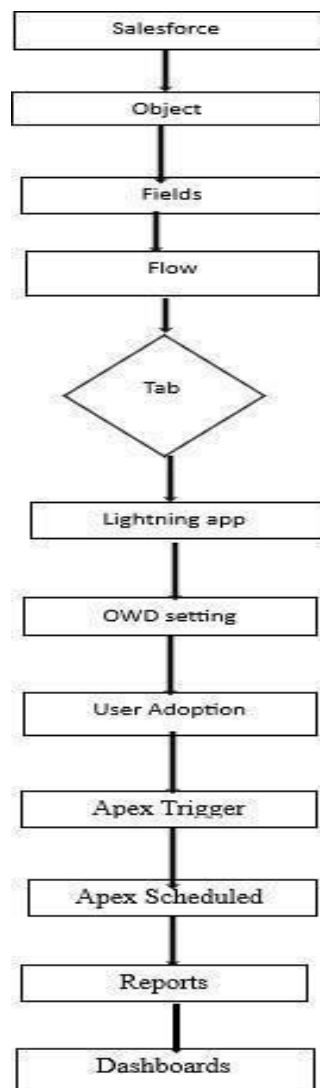 Salesforce
Object
Fields
Flow
Tab
Lightning app
OWD setting
User Adoption
Apex Trigger
Apex Scheduled
Reports
Dashboards